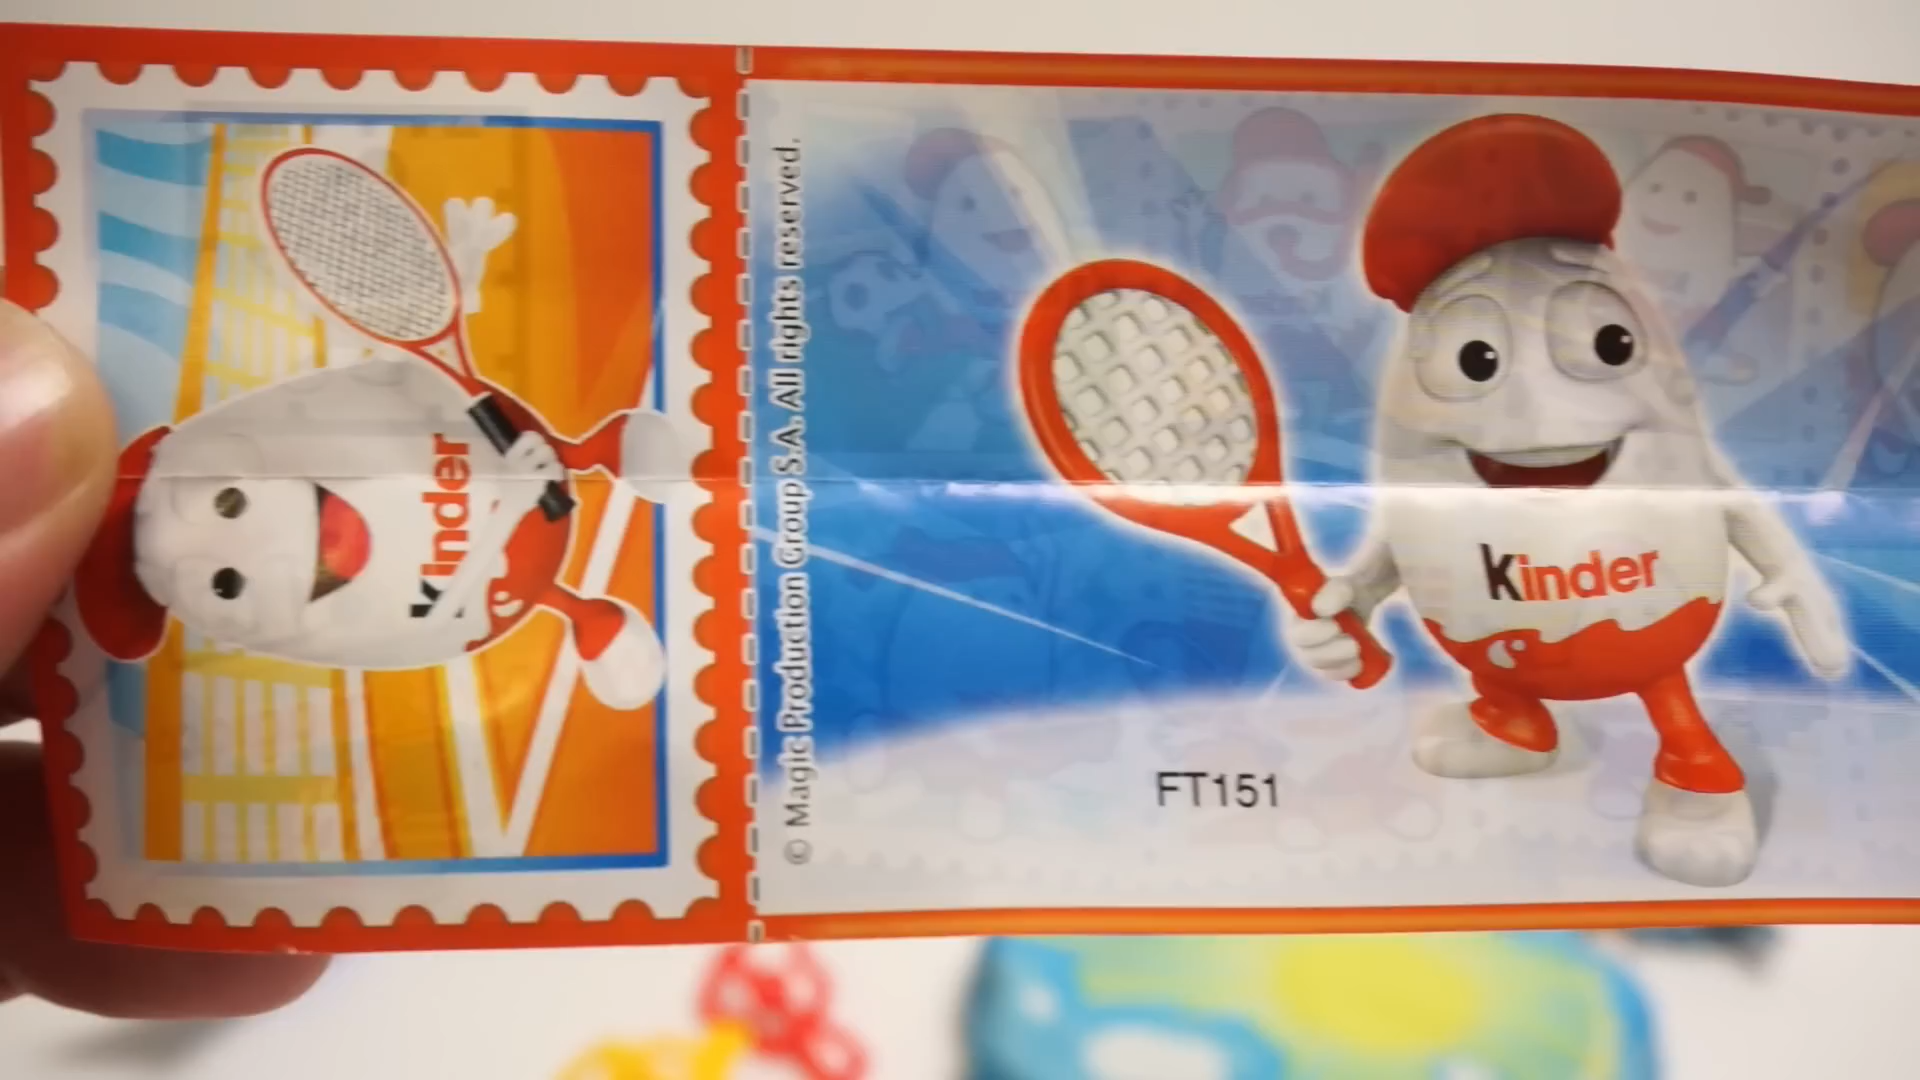 Kinder
© Magic Production Group S.A. All rights reserved.
Kinder
FT151